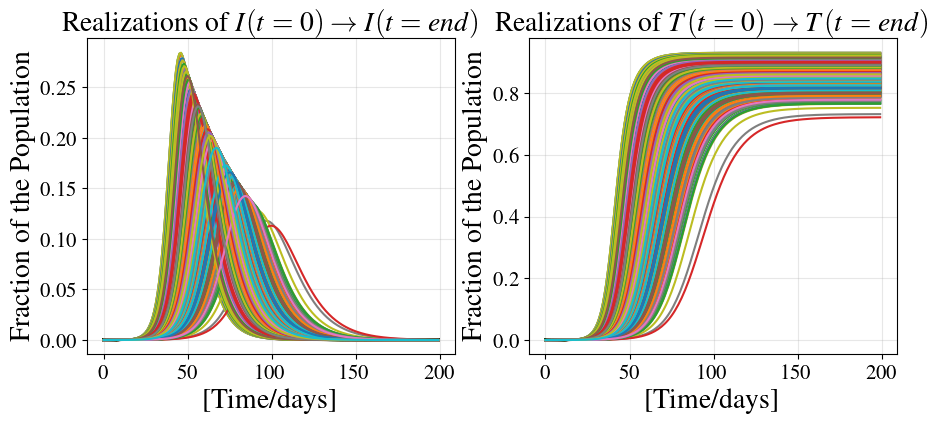 Realizations of I(t = 0) → I(t = end)
Fraction of the Population
0.25
0.20
0.15
0.10
0.05
0.00
0 50 100 150 200
[Time/days]
Realizations of T(t = 0) → T(t = end)
Fraction of the Population
0.8
0.6
0.4
0.2
0.0
0 50 100 150 200
[Time/days]